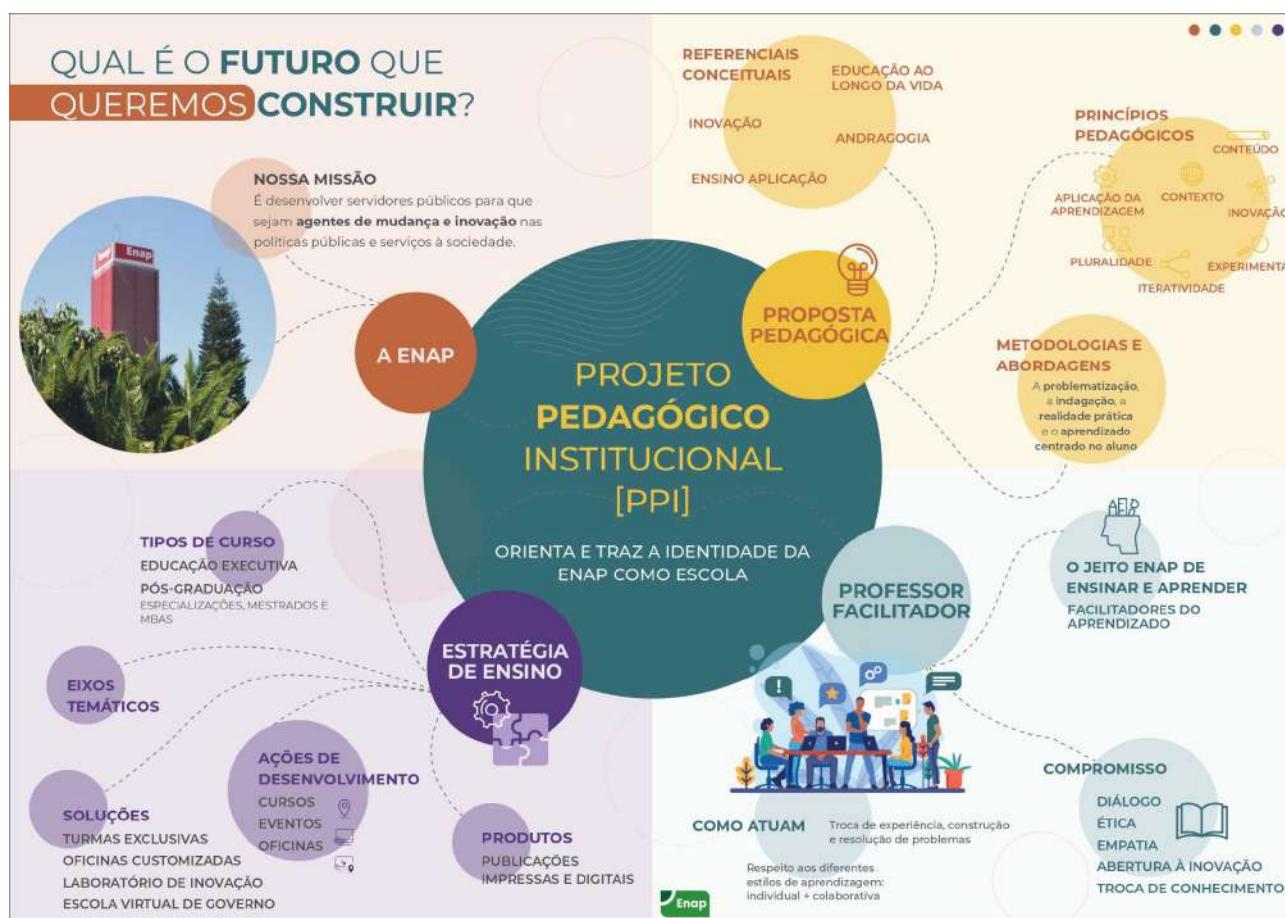 QUAL É O FUTURO QUE
QUEREMOS CONSTRUIR?
NOSSA MISSÃO
É desenvolver servidores públicos para que
sejam agentes de mudança e inovação nas
políticas públicas e serviços à sociedade.
Enap
A ENAP
REFERENCIAIS
CONCEITUAIS
EDUCAÇÃO AO
LONGO DA VIDA
INOVAÇÃO
ANDRAGOGIA
ENSINO APLICAÇÃO
PRINCÍPIOS
PEDAGÓGICOS
CONTEÚDO
APLICAÇÃO DA
APRENDIZAGEM
CONTEXTO
INOVAÇÃO
PLURALIDADE
EXPERIMENTA
ITERATIVIDADE
PROPOSTA
PEDAGÓGICA
METODOLOGIAS E
ABORDAGENS
A problematização,
a indagação, a
realidade prática
e o aprendizado
centrado no aluno
PROJETO
PEDAGÓGICO
INSTITUCIONAL
[PPI]
ORIENTA E TRAZ A IDENTIDADE DA
ENAP COMO ESCOLA
TIPOS DE CURSO
EDUCAÇÃO EXECUTIVA
PÓS-GRADUAÇÃO
ESPECIALIZAÇÕES, MESTRADOS E
MBAS
ESTRATÉGIA
DE ENSINO
EIXOS
TEMÁTICOS
AÇÕES DE
DESENVOLVIMENTO
CURSOS
EVENTOS
OFICINAS
SOLUÇÕES
TURMAS EXCLUSIVAS
OFICINAS CUSTOMIZADAS
LABORATÓRIO DE INOVAÇÃO
ESCOLA VIRTUAL DE GOVERNO
PRODUTOS
PUBLICAÇÕES
IMPRESSAS E DIGITAIS
PROFESSOR
FACILITADOR
O JEITO ENAP DE
ENSINAR E APRENDER
FACILITADORES DO
APRENDIZADO
COMO ATUAM
Troca de experiência, construção
e resolução de problemas
Respeito aos diferentes
estilos de aprendizagem:
individual + colaborativa
COMPROMISSO
DIÁLOGO
ÉTICA
EMPATIA
ABERTURA À INOVAÇÃO
TROCA DE CONHECIMENTO
Enap